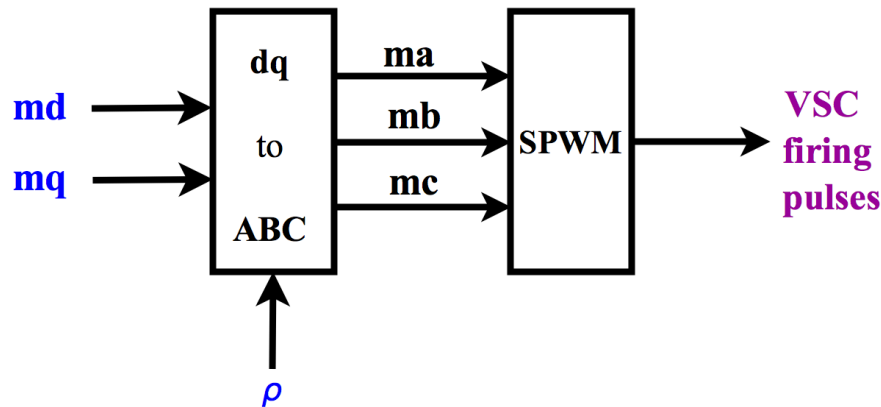 md
mq
dq
to
ABC
ρ
ma
mb
mc
SPWM
VSC
firing
pulses